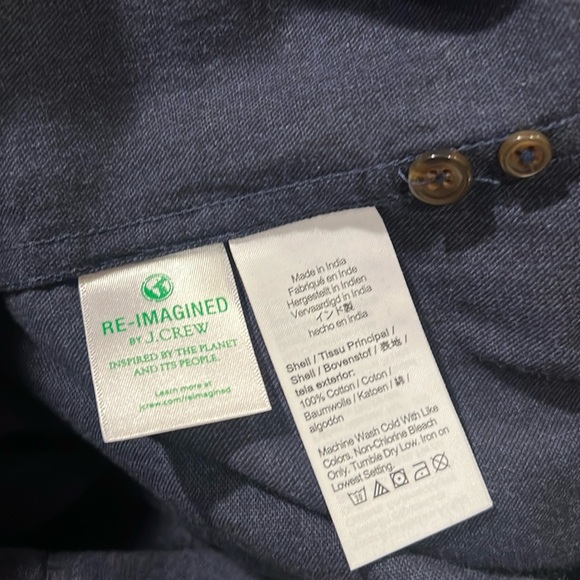 RE-IMAGINED
BY J.CREW
INSPIRED BY THE PLANET
AND ITS PEOPLE.
Learn more at
jcrew.com/reimagined
Made in India
Fabriqué en Inde
Hergestellt in Indien
Vervaardigd in India
インド製
hecho en india
Shell / Tissu Principal /
Shell / Bovenstof / 表地 /
tela exterior:
100% Cotton / Coton /
Baumwolle / Katoen / 綿 /
algodón
Machine Wash Cold With Like
Colors. Non-Chlorine Bleach
Only. Tumble Dry Low. Iron on
Lowest Setting.